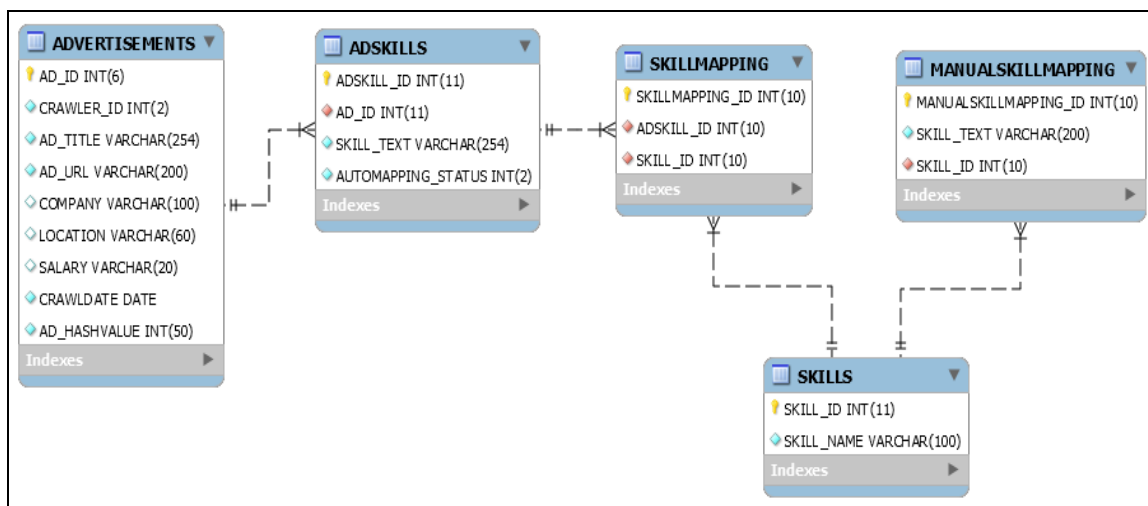 ADVERTISEMENTS
AD_ID INT(6)
CRAWLER_ID INT(2)
AD_TITLE VARCHAR(254)
AD_URL VARCHAR(200)
COMPANY VARCHAR(100)
LOCATION VARCHAR(60)
SALARY VARCHAR(20)
CRAWLDATE DATE
AD_HASHVALUE INT(50)
Indexes
ADSKILLS
ADSKILL_ID INT(11)
AD_ID INT(11)
SKILL_TEXT VARCHAR(254)
AUTOMAPPING_STATUS INT(2)
Indexes
SKILLMAPPING
SKILLMAPPING_ID INT(10)
ADSKILL_ID INT(10)
SKILL_ID INT(10)
Indexes
MANUALSKILLMAPPING
MANUALSKILLMAPPING_ID INT(10)
SKILL_TEXT VARCHAR(200)
SKILL_ID INT(10)
Indexes
SKILLS
SKILL_ID INT(11)
SKILL_NAME VARCHAR(100)
Indexes